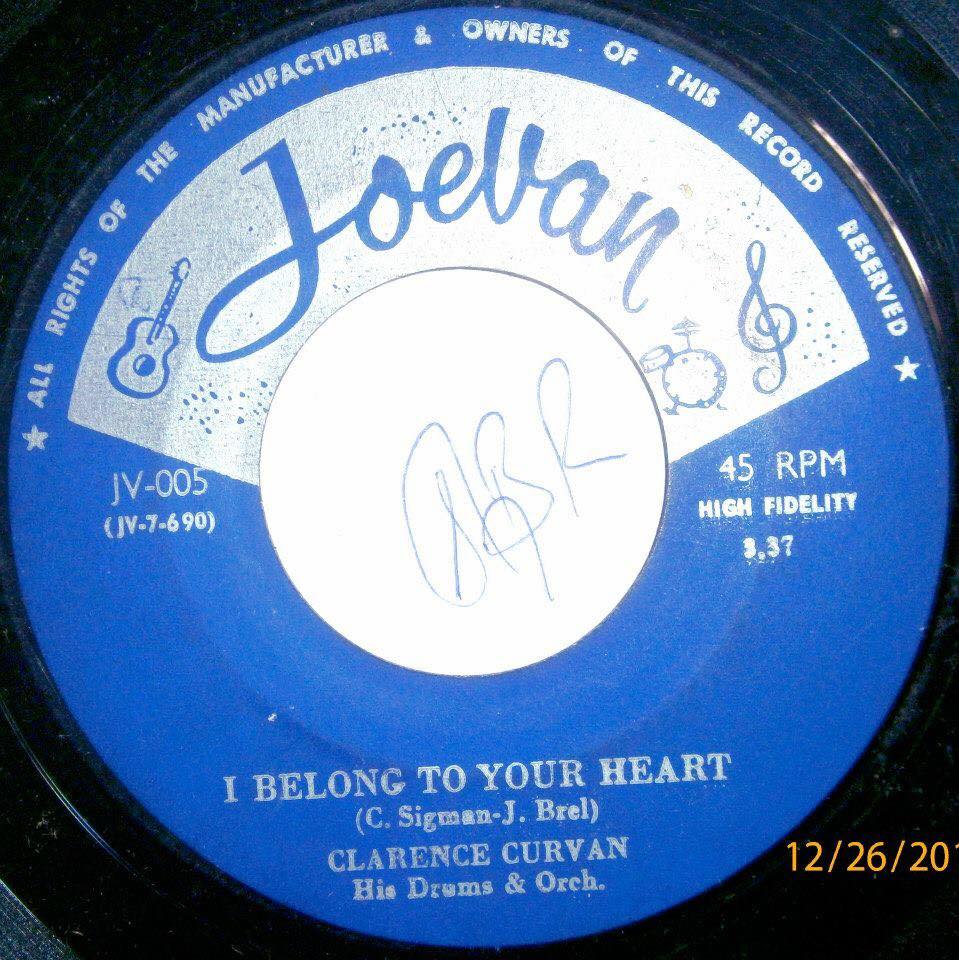 ★ ALL RIGHTS OF THE MANUFACTURER & OWNERS OF THIS RECORD RESERVED ★
Joevan
JV-005
(JV-7-690)
45 RPM
HIGH FIDELITY
3.37
I BELONG TO YOUR HEART
(C. Sigman-J. Brel)
CLARENCE CURVAN
His Drums & Orch.
12/26/201